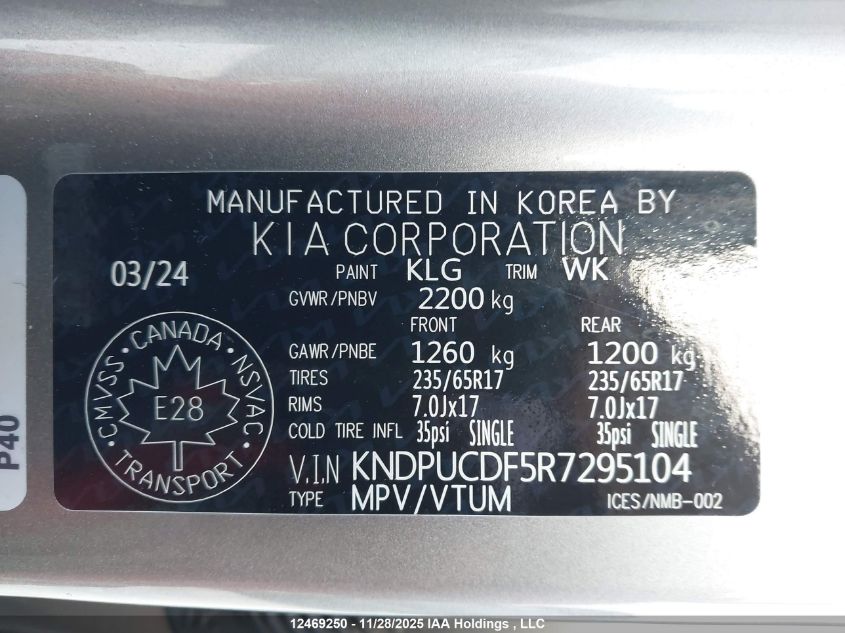 MANUFACTURED IN KOREA BY
KIA CORPORATION
03/24 PAINT KLG TRIM WK
GVWR/PNBV 2200 kg
FRONT REAR
GAWR/PNBE 1260 kg 1200 kg
TIRES 235/65R17 235/65R17
RIMS 7.0Jx17 7.0Jx17
COLD TIRE INFL 35psi SINGLE 35psi SINGLE
V.I.N KNDPUCDF5R7295104
TYPE MPV/VTUM ICES/NMB-002
CMVSS • CANADA • NSVAC • TRANSPORT •
E28
P40
12469250 - 11/28/2025 IAA Holdings , LLC